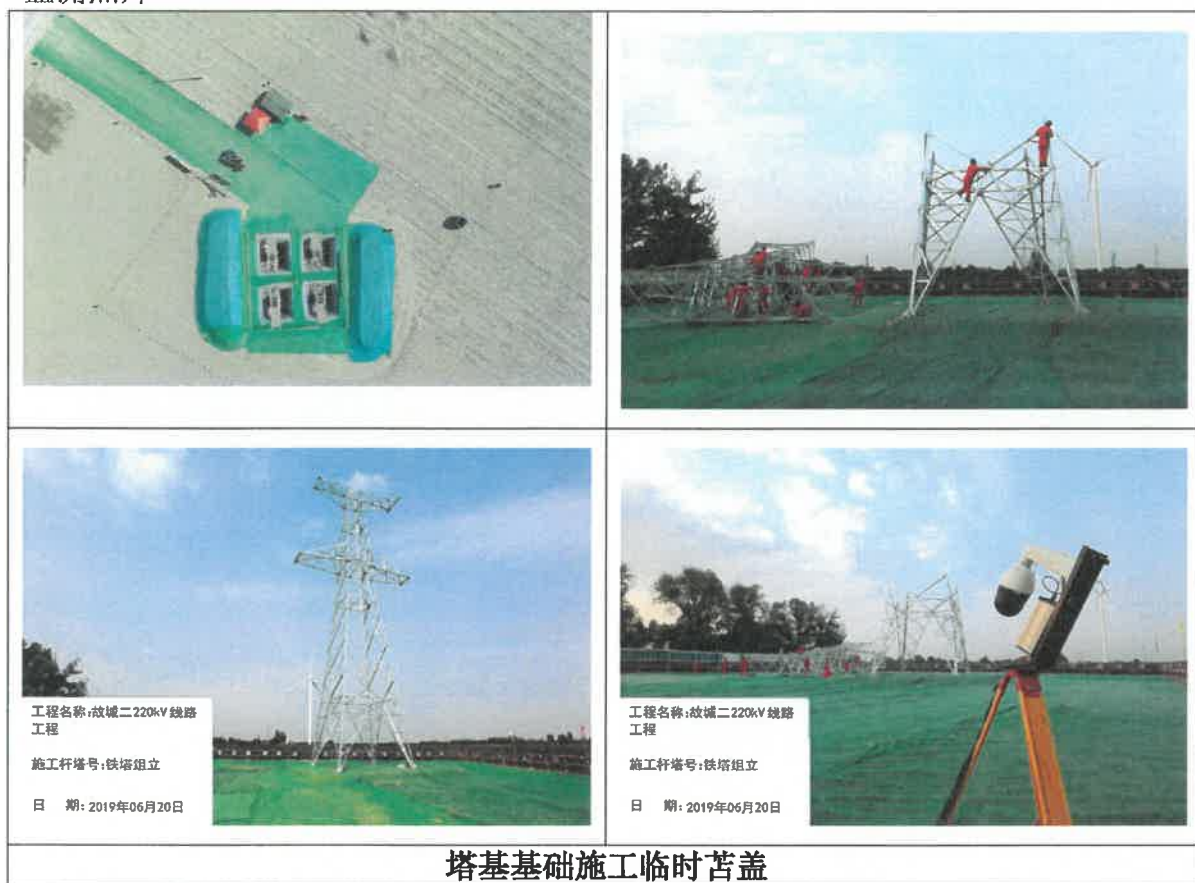 工程名称:故城二220kV线路
工程
施工杆塔号:铁塔组立
日 期: 2019年06月20日
工程名称:故城二220kV线路
工程
施工杆塔号:铁塔组立
日 期: 2019年06月20日
塔基基础施工临时苫盖